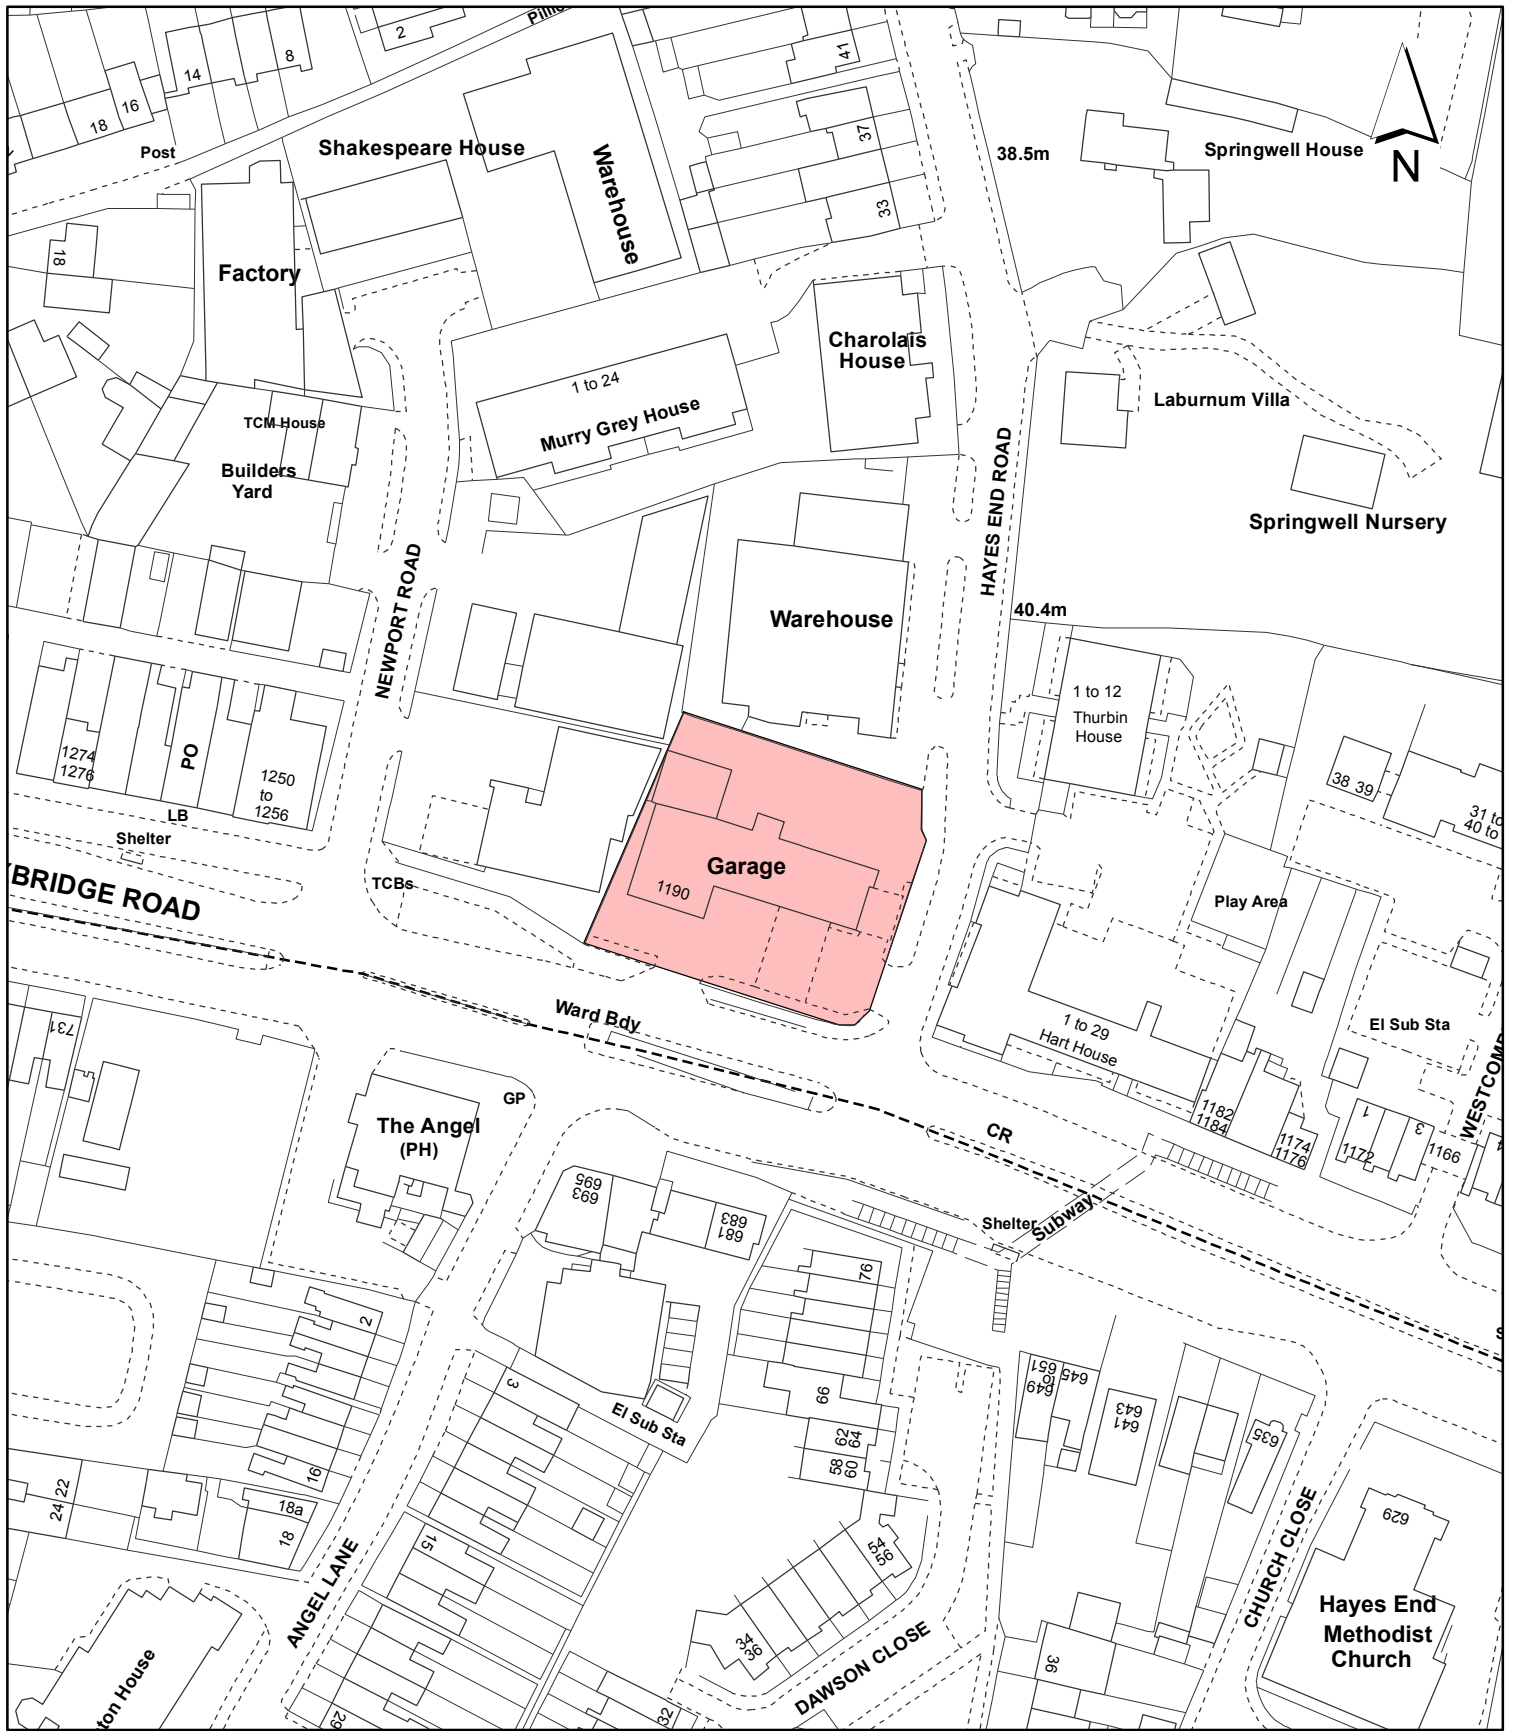 2
8
14
16
18
Post
Shakespeare House
Warehouse
41
37
33
38.5m
Springwell House
N
18
Factory
Charolais
House
1 to 24
Murry Grey House
TCM House
Builders
Yard
Laburnum Villa
Springwell Nursery
HAYES END ROAD
NEWPORT ROAD
Warehouse
40.4m
1 to 12
Thurbin
House
1274
1276
PO
1250
to
1256
LB
Shelter
38 39
31 to
40 to
BRIDGE ROAD
TCBs
Garage
1190
Play Area
Ward Bdy
1 to 29
Hart House
El Sub Sta
731
The Angel
(PH)
GP
CR
1182
1184
1174
1176
1
3
1172
1166
693
695
681
683
Shelter
Subway
76
2
3
El Sub Sta
66
62
64
58
60
649
to
651
645
641
643
635
16
22
24
18a
18
15
ANGEL LANE
54
56
CHURCH CLOSE
629
34
36
DAWSON CLOSE
36
Hayes End
Methodist
Church
ton House
29
32